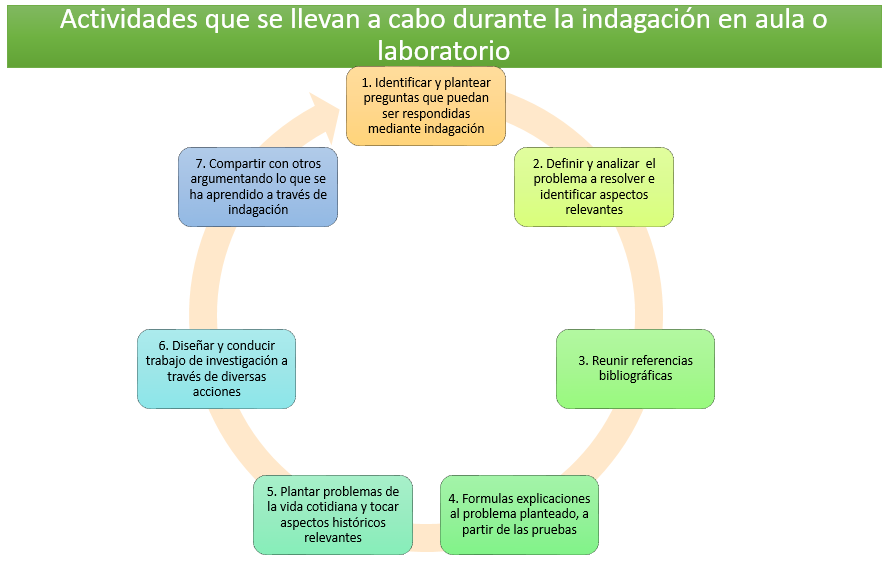 Actividades que se llevan a cabo durante la indagación en aula o
laboratorio
1. Identificar y plantear
preguntas que puedan
ser respondidas
mediante indagación
2. Definir y analizar  el
problema a resolver e
identificar aspectos
relevantes
3. Reunir referencias
bibliográficas
4. Formulas explicaciones
al problema planteado, a
partir de las pruebas
5. Plantar problemas de
la vida cotidiana y tocar
aspectos históricos
relevantes
6. Diseñar y conducir
trabajo de investigación a
través de diversas
acciones
7. Compartir con otros
argumentando lo que se
ha aprendido a través de
indagación